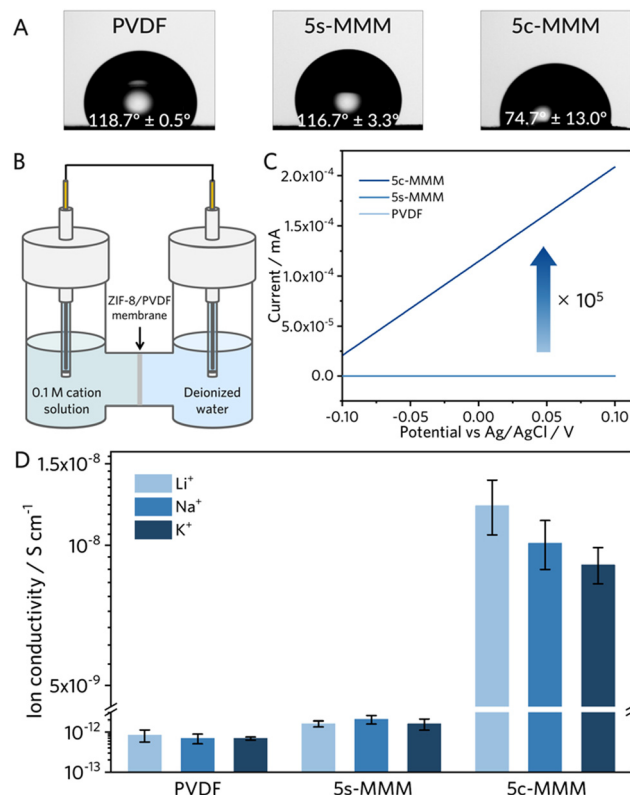 A
PVDF
5s-MMM
5c-MMM
118.7° ± 0.5°
116.7° ± 3.3°
74.7° ± 13.0°
B
ZIF-8/PVDF
membrane
0.1 M cation
solution
Deionized
water
C
5c-MMM
5s-MMM
PVDF
× 10⁵
Current / mA
2.0x10⁻⁴
1.5x10⁻⁴
1.0x10⁻⁴
5.0x10⁻⁵
0.0
-0.10
-0.05
0.00
0.05
0.10
Potential vs Ag/AgCl / V
D
Li⁺
Na⁺
K⁺
Ion conductivity / S cm⁻¹
1.5x10⁻⁸
10⁻⁸
5x10⁻⁹
10⁻¹²
10⁻¹³
PVDF
5s-MMM
5c-MMM